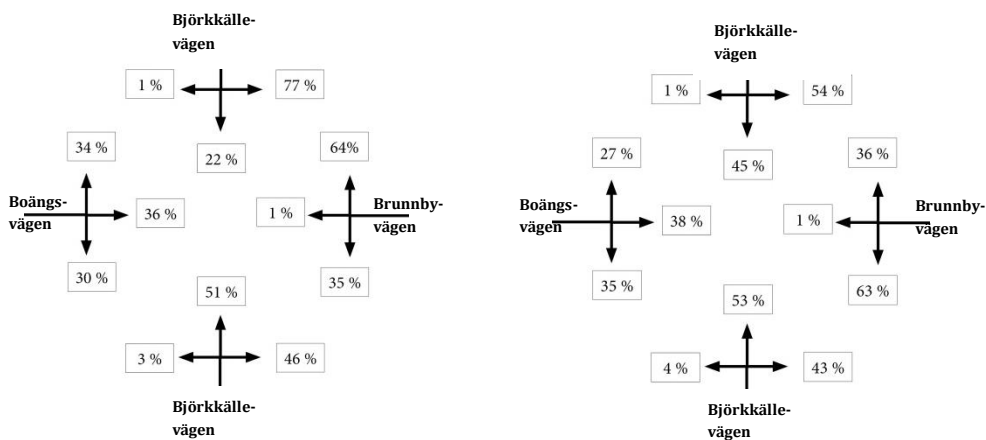 Björkkälle-
vägen
1 %
77 %
34 %
22 %
64%
Boängs-
vägen
36 %
1 %
Brunnby-
vägen
30 %
51 %
35 %
3 %
46 %
Björkkälle-
vägen
Björkkälle-
vägen
1 %
54 %
27 %
45 %
36 %
Boängs-
vägen
38 %
1 %
Brunnby-
vägen
35 %
53 %
63 %
4 %
43 %
Björkkälle-
vägen